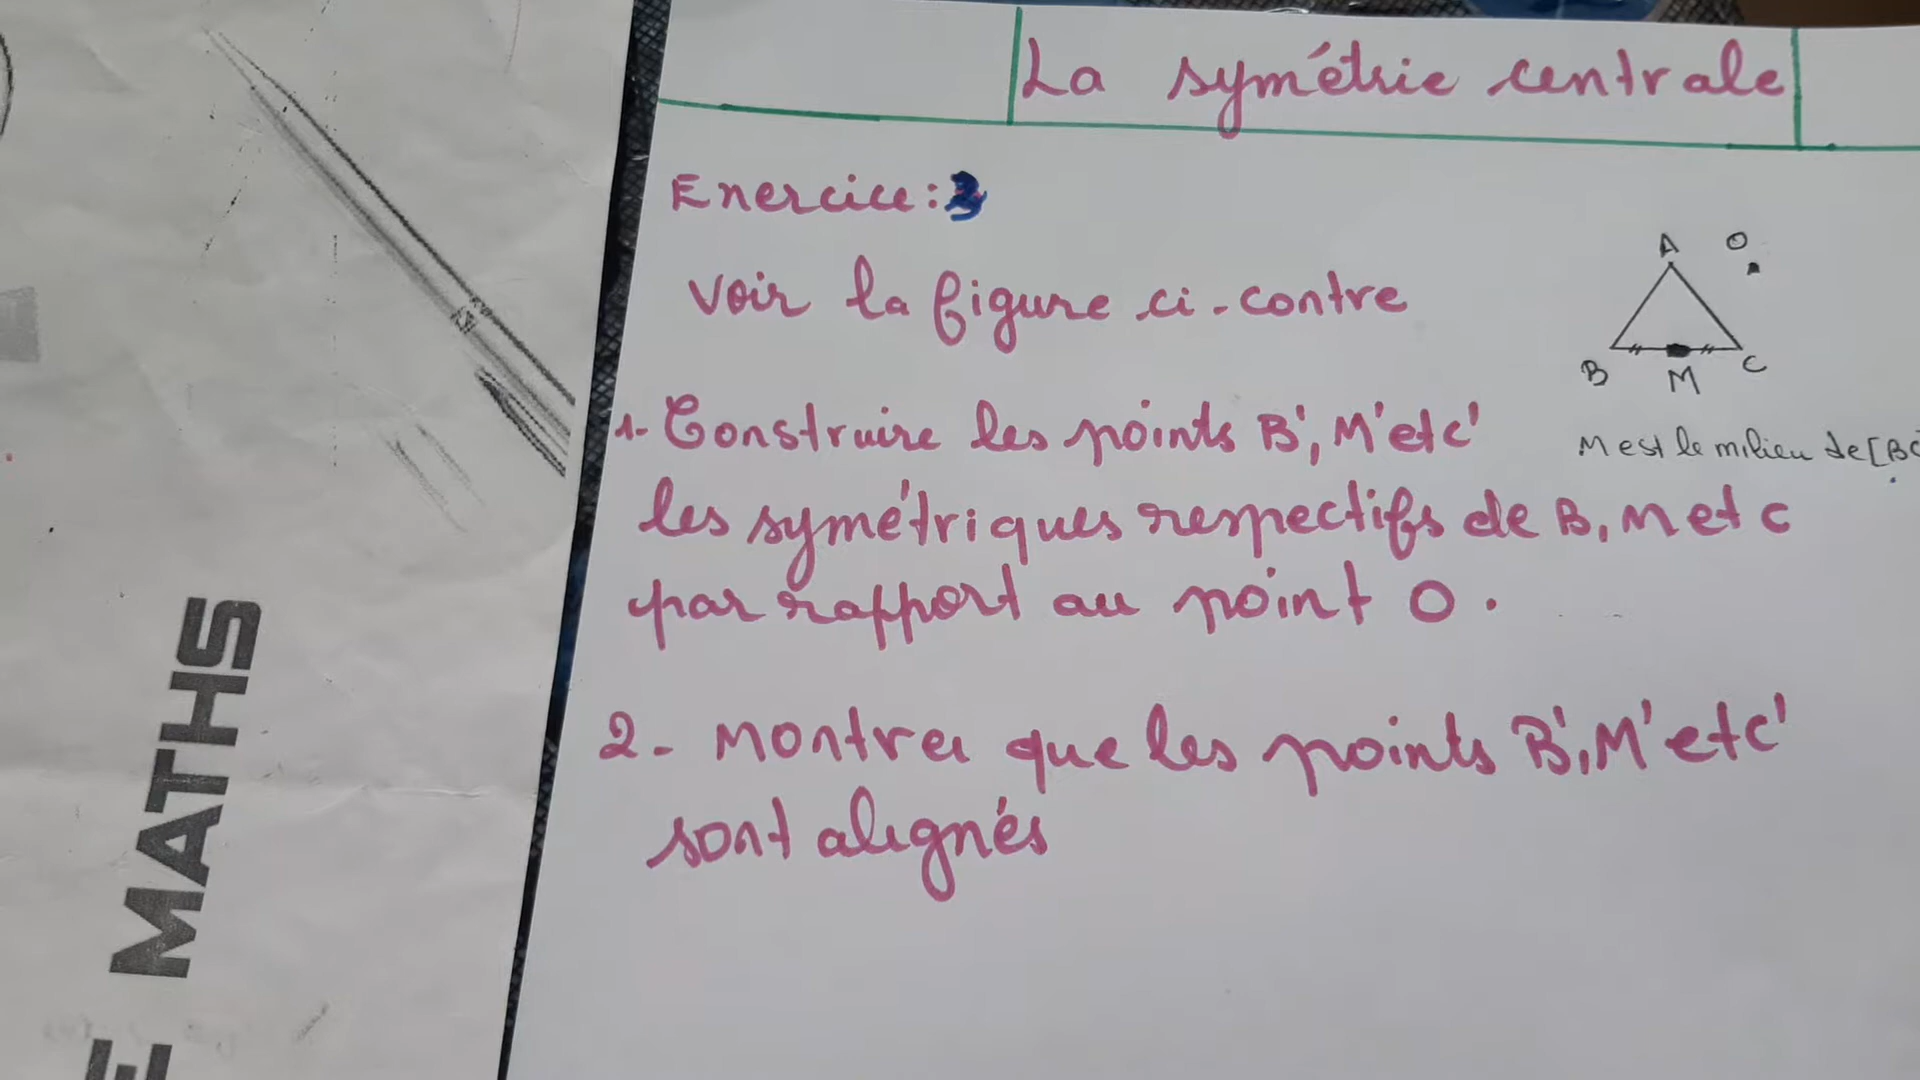 La symétrie centrale
Exercice : 3
Voir la figure ci-contre
A O
B M C
M est le milieu de [BC
1- Construire les points B', M' et C'
les symétriques respectifs de B, M et C
par rapport au point O.
2- Montrer que les points B', M' et C'
sont alignés
E MATHS